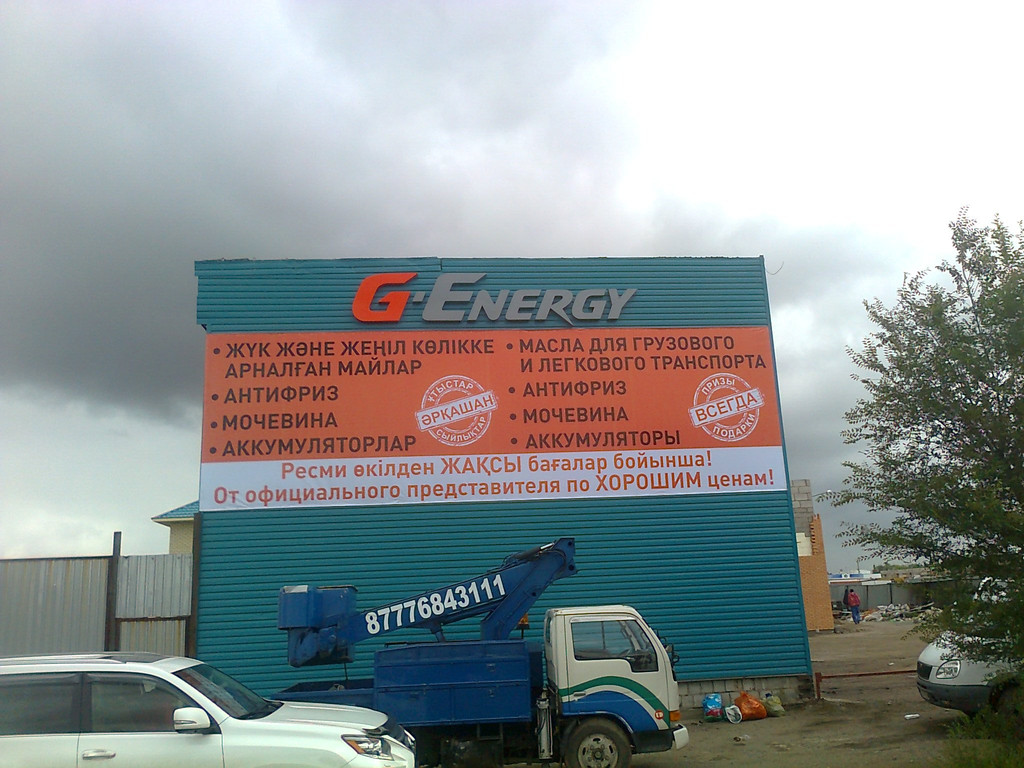 G-ENERGY
• ЖҮК ЖӘНЕ ЖЕҢІЛ КӨЛІККЕ
АРНАЛҒАН МАЙЛАР
• АНТИФРИЗ
• МОЧЕВИНА
• АККУМУЛЯТОРЛАР
ҰТЫСТАР
ӘРҚАШАН
СЫЙЛЫҚТАР
• МАСЛА ДЛЯ ГРУЗОВОГО
И ЛЕГКОВОГО ТРАНСПОРТА
• АНТИФРИЗ
• МОЧЕВИНА
• АККУМУЛЯТОРЫ
ПРИЗЫ
ВСЕГДА
ПОДАРКИ
Ресми өкілден ЖАҚСЫ бағалар бойынша!
От официального представителя по ХОРОШИМ ценам!
87776843111